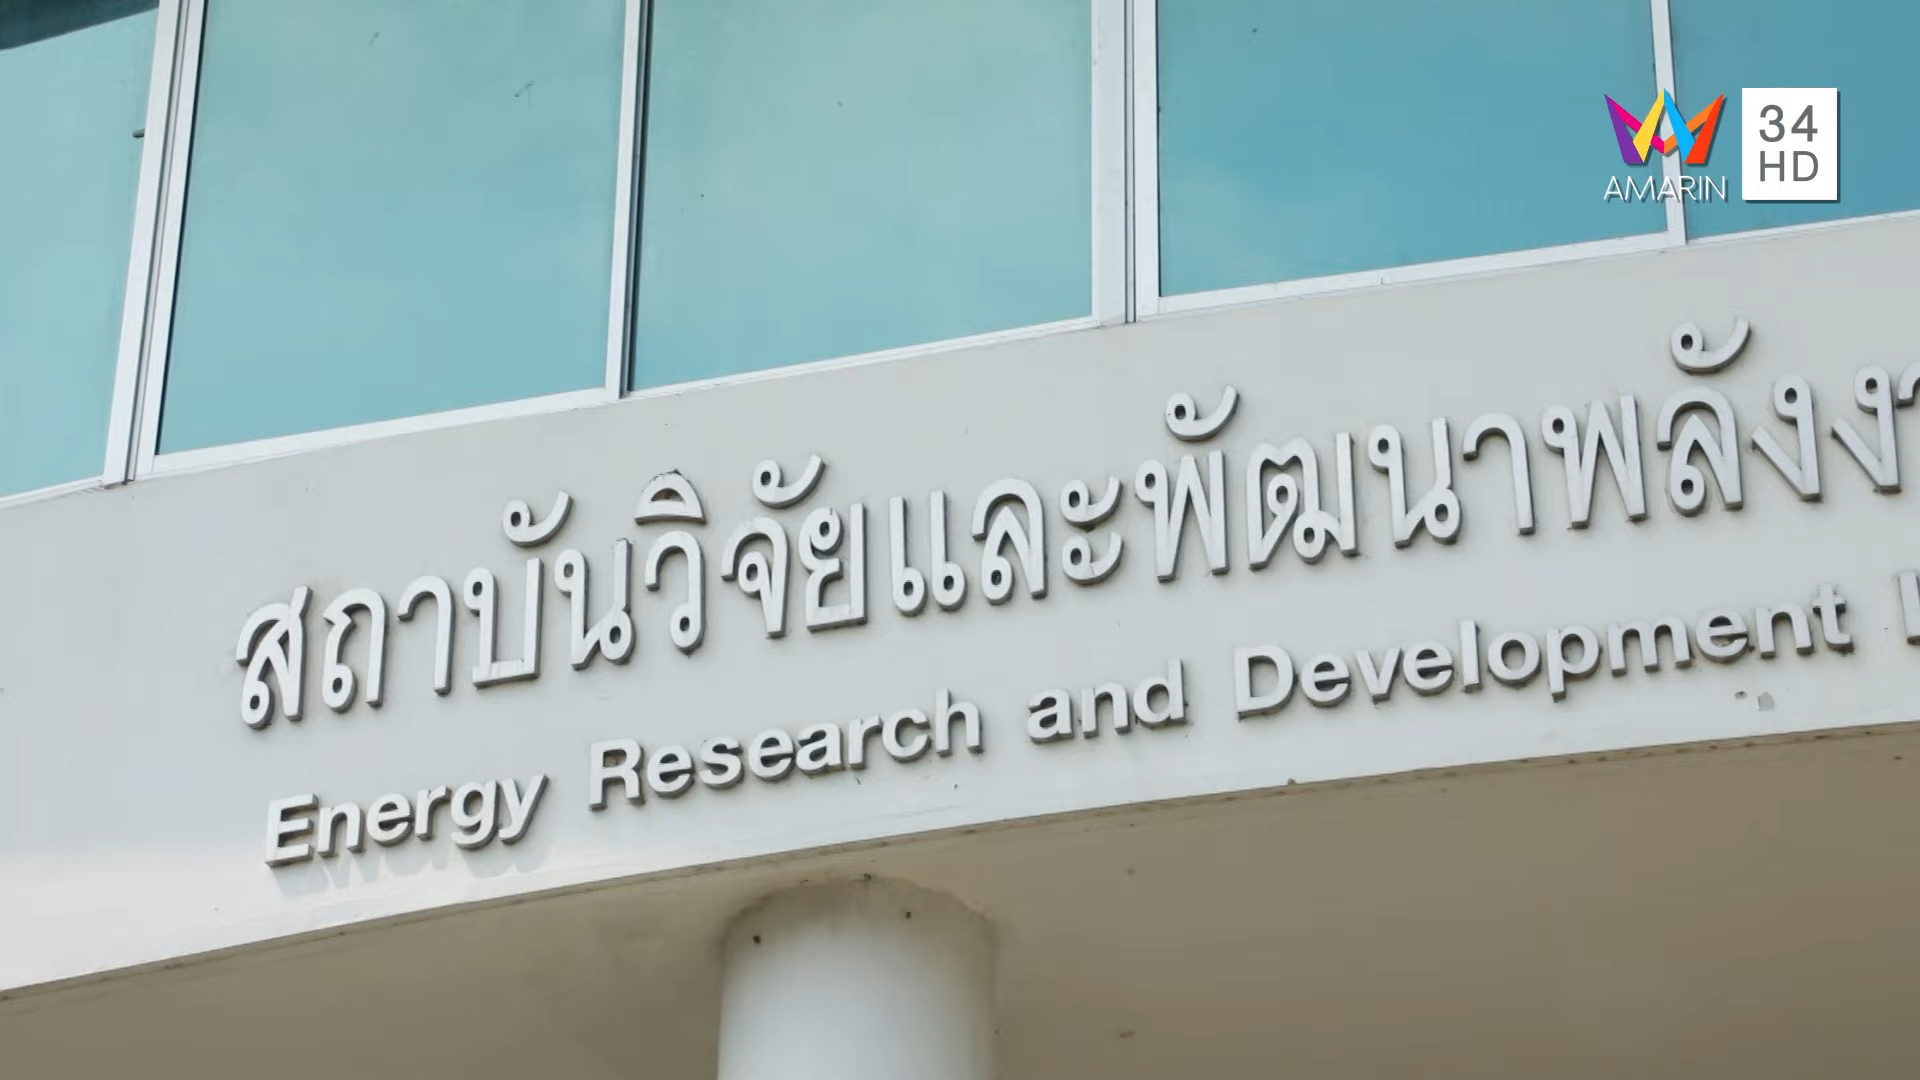 AMARIN
34
HD
สถาบันวิจัยและพัฒนาพลังง
Energy Research and Development